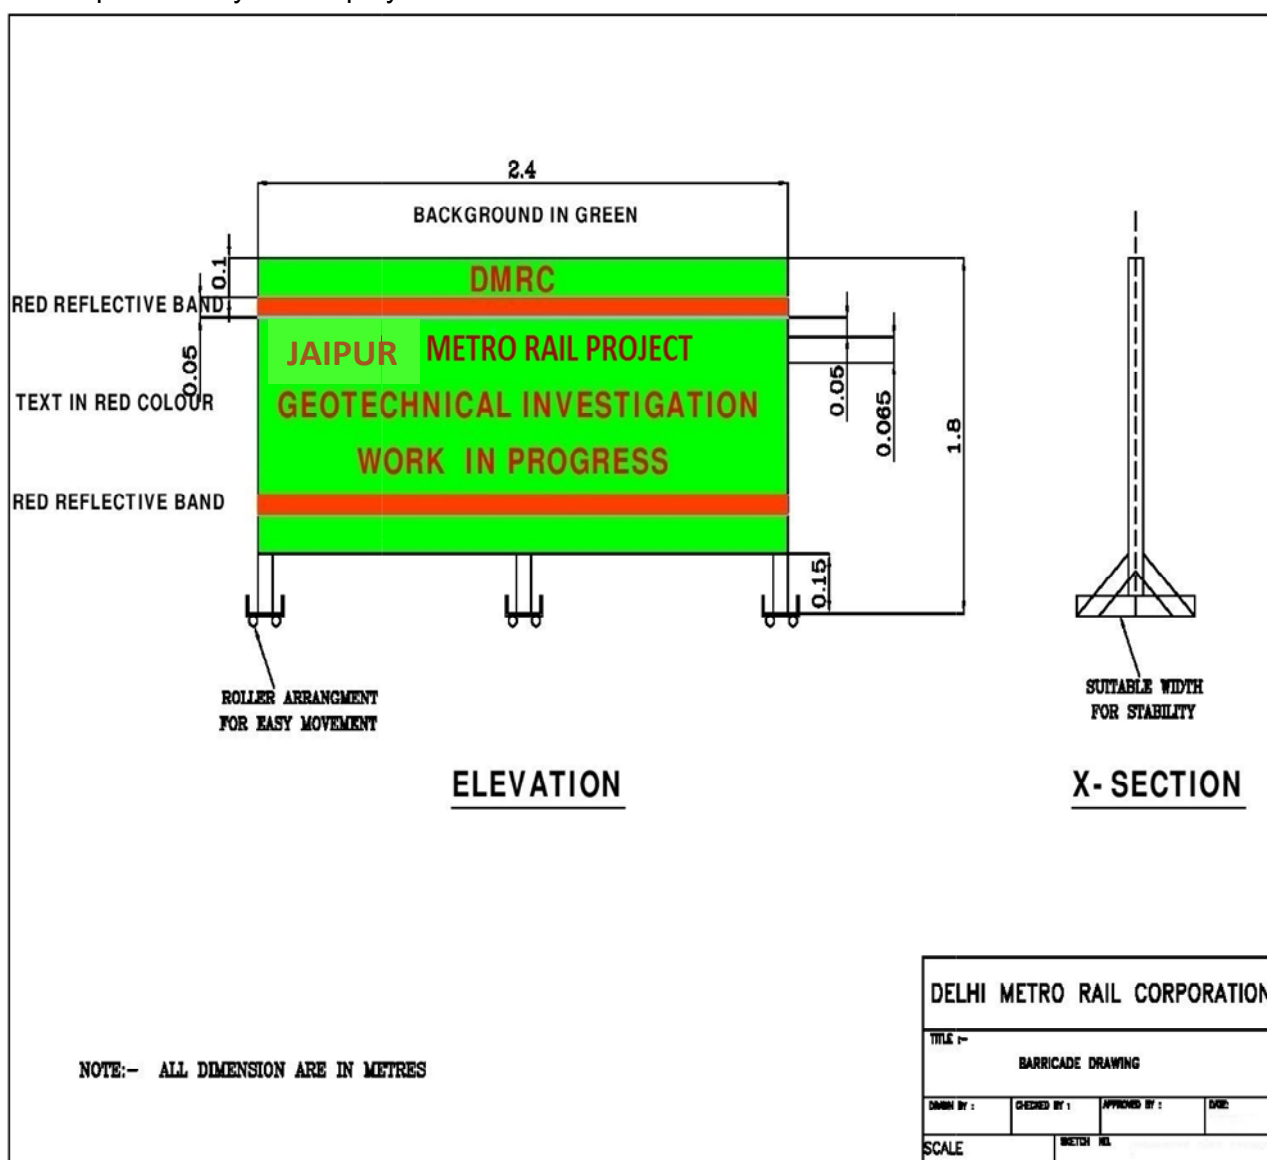 2.4
BACKGROUND IN GREEN
0.1
DMRC
RED REFLECTIVE BAND
JAIPUR METRO RAIL PROJECT
0.05
0.05
0.065
TEXT IN RED COLOUR
GEOTECHNICAL INVESTIGATION
1.8
WORK IN PROGRESS
RED REFLECTIVE BAND
0.15
ROLLER ARRANGMENT
FOR EASY MOVEMENT
SUITABLE WIDTH
FOR STABILITY
ELEVATION
X- SECTION
DELHI METRO RAIL CORPORATION
TITLE :-
BARRICADE DRAWING
NOTE:- ALL DIMENSION ARE IN METRES
DRAWN BY : CHECKED BY : APPROVED BY : DATE:
SCALE SKETCH NO.